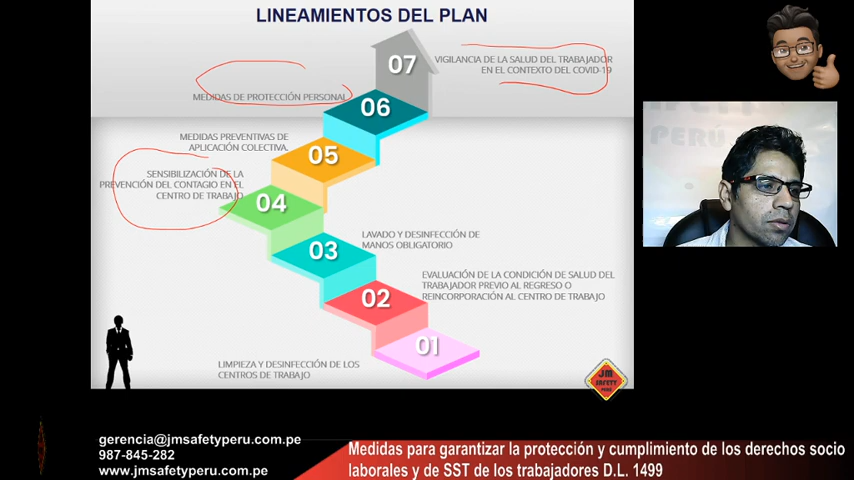 LINEAMIENTOS DEL PLAN
07
VIGILANCIA DE LA SALUD DEL TRABAJADOR
EN EL CONTEXTO DEL COVID-19
MEDIDAS DE PROTECCIÓN PERSONAL
06
MEDIDAS PREVENTIVAS DE
APLICACIÓN COLECTIVA.
05
SENSIBILIZACIÓN DE LA
PREVENCIÓN DEL CONTAGIO EN EL
CENTRO DE TRABAJO
04
LAVADO Y DESINFECCIÓN DE
MANOS OBLIGATORIO
03
EVALUACIÓN DE LA CONDICIÓN DE SALUD DEL
TRABAJADOR PREVIO AL REGRESO O
REINCORPORACIÓN AL CENTRO DE TRABAJO
02
01
LIMPIEZA Y DESINFECCIÓN DE LOS
CENTROS DE TRABAJO
JM
SAFETY
PERÚ
gerencia@jmsafetyperu.com.pe
987-845-282
www.jmsafetyperu.com.pe
Medidas para garantizar la protección y cumplimiento de los derechos socio
laborales y de SST de los trabajadores D.L. 1499